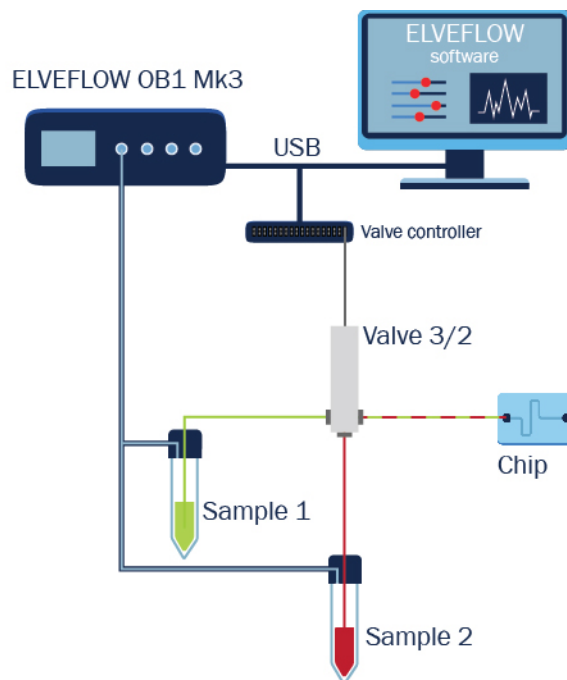 ELVEFLOW
software
ELVEFLOW OB1 Mk3
USB
Valve controller
Valve 3/2
Chip
Sample 1
Sample 2